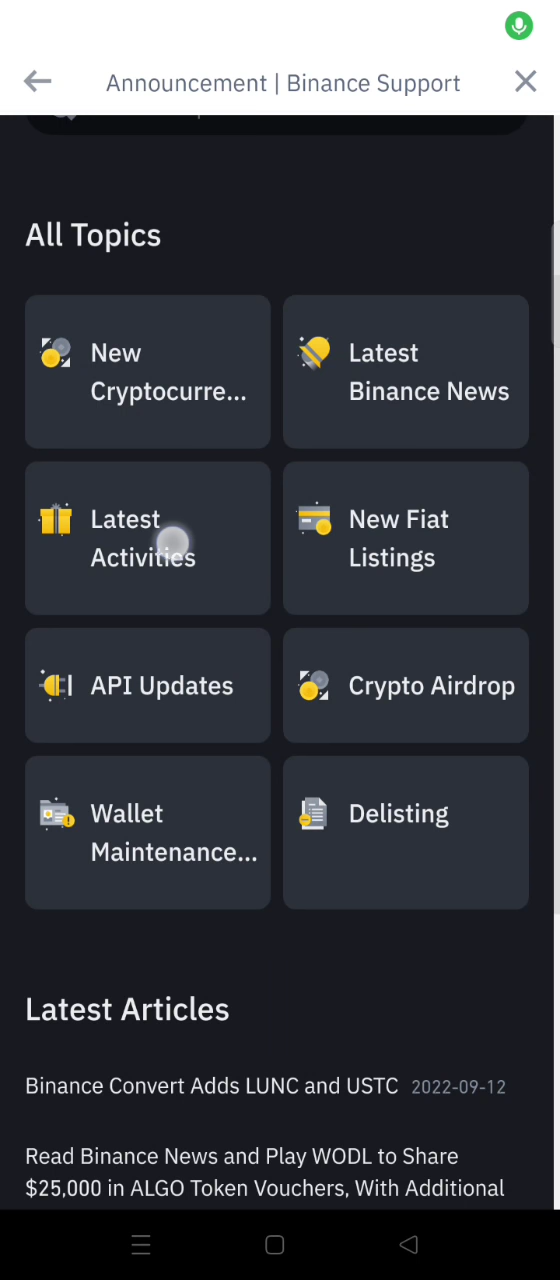 Announcement | Binance Support
All Topics
New
Cryptocurre...
Latest
Binance News
Latest
Activities
New Fiat
Listings
API Updates
Crypto Airdrop
Wallet
Maintenance...
Delisting
Latest Articles
Binance Convert Adds LUNC and USTC 2022-09-12
Read Binance News and Play WODL to Share
$25,000 in ALGO Token Vouchers, With Additional